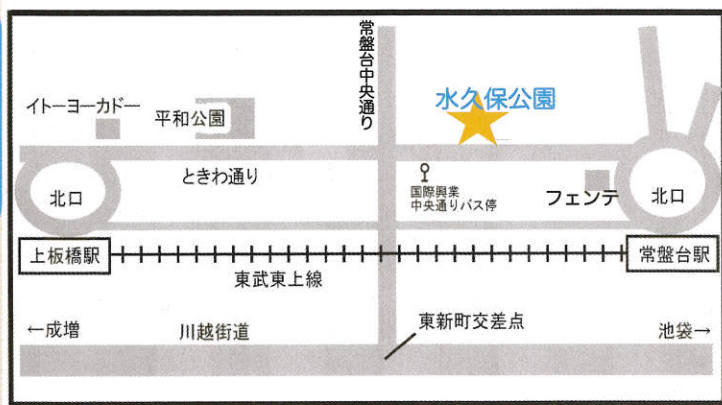 常盤台中央通り
水久保公園
イトーヨーカドー
平和公園
ときわ通り
国際興業
中央通りバス停
フェンテ
北口
北口
上板橋駅
常盤台駅
東武東上線
←成増
川越街道
東新町交差点
池袋→